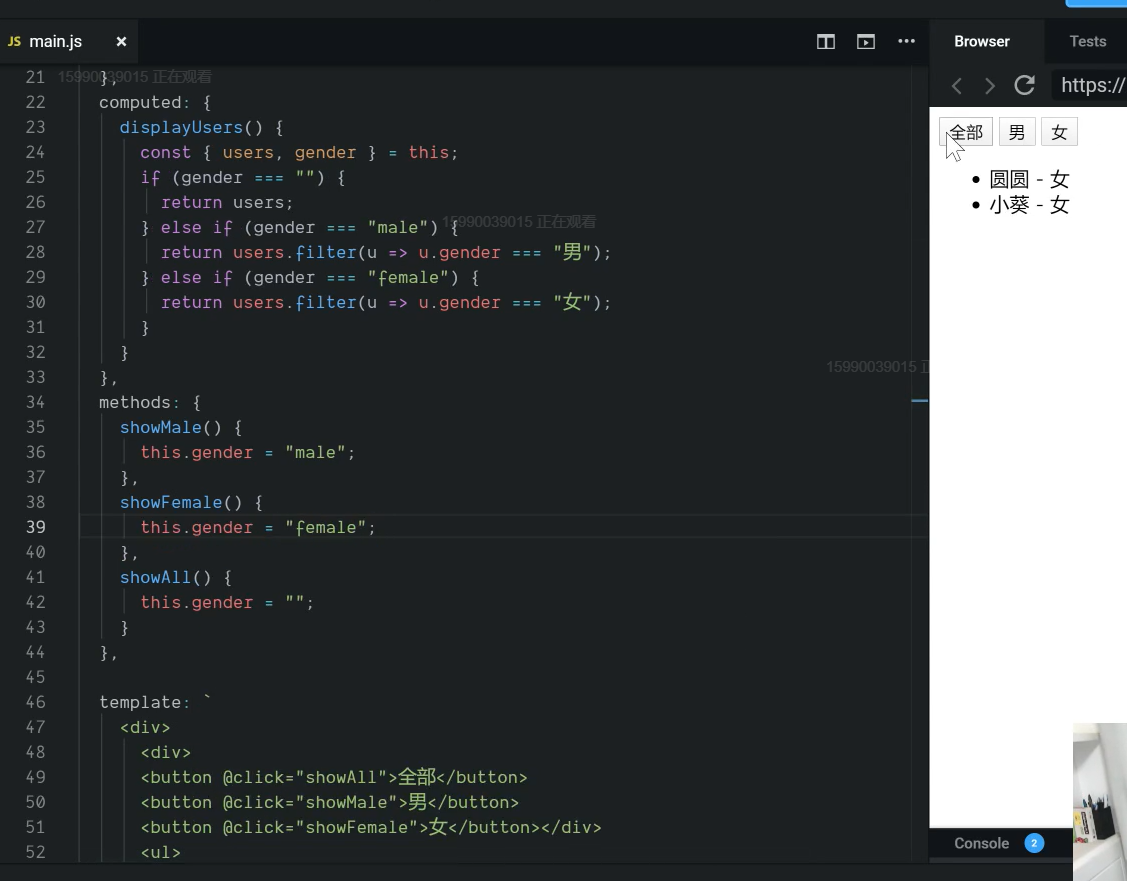 JS main.js ×
21 },
15990039015 正在观看
22 computed: {
23 displayUsers() {
24 const { users, gender } = this;
25 if (gender === "") {
26 return users;
27 } else if (gender === "male") {
15990039015 正在观看
28 return users.filter(u => u.gender === "男");
29 } else if (gender === "female") {
30 return users.filter(u => u.gender === "女");
31 }
32 }
33 },
15990039015 正
34 methods: {
35 showMale() {
36 this.gender = "male";
37 },
38 showFemale() {
39 this.gender = "female";
40 },
41 showAll() {
42 this.gender = "";
43 }
44 },
45
46 template: `
47 <div>
48 <div>
49 <button @click="showAll">全部</button>
50 <button @click="showMale">男</button>
51 <button @click="showFemale">女</button></div>
52 <ul>
Browser Tests
https://
全部 男 女
• 圆圆 - 女
• 小葵 - 女
Console 2